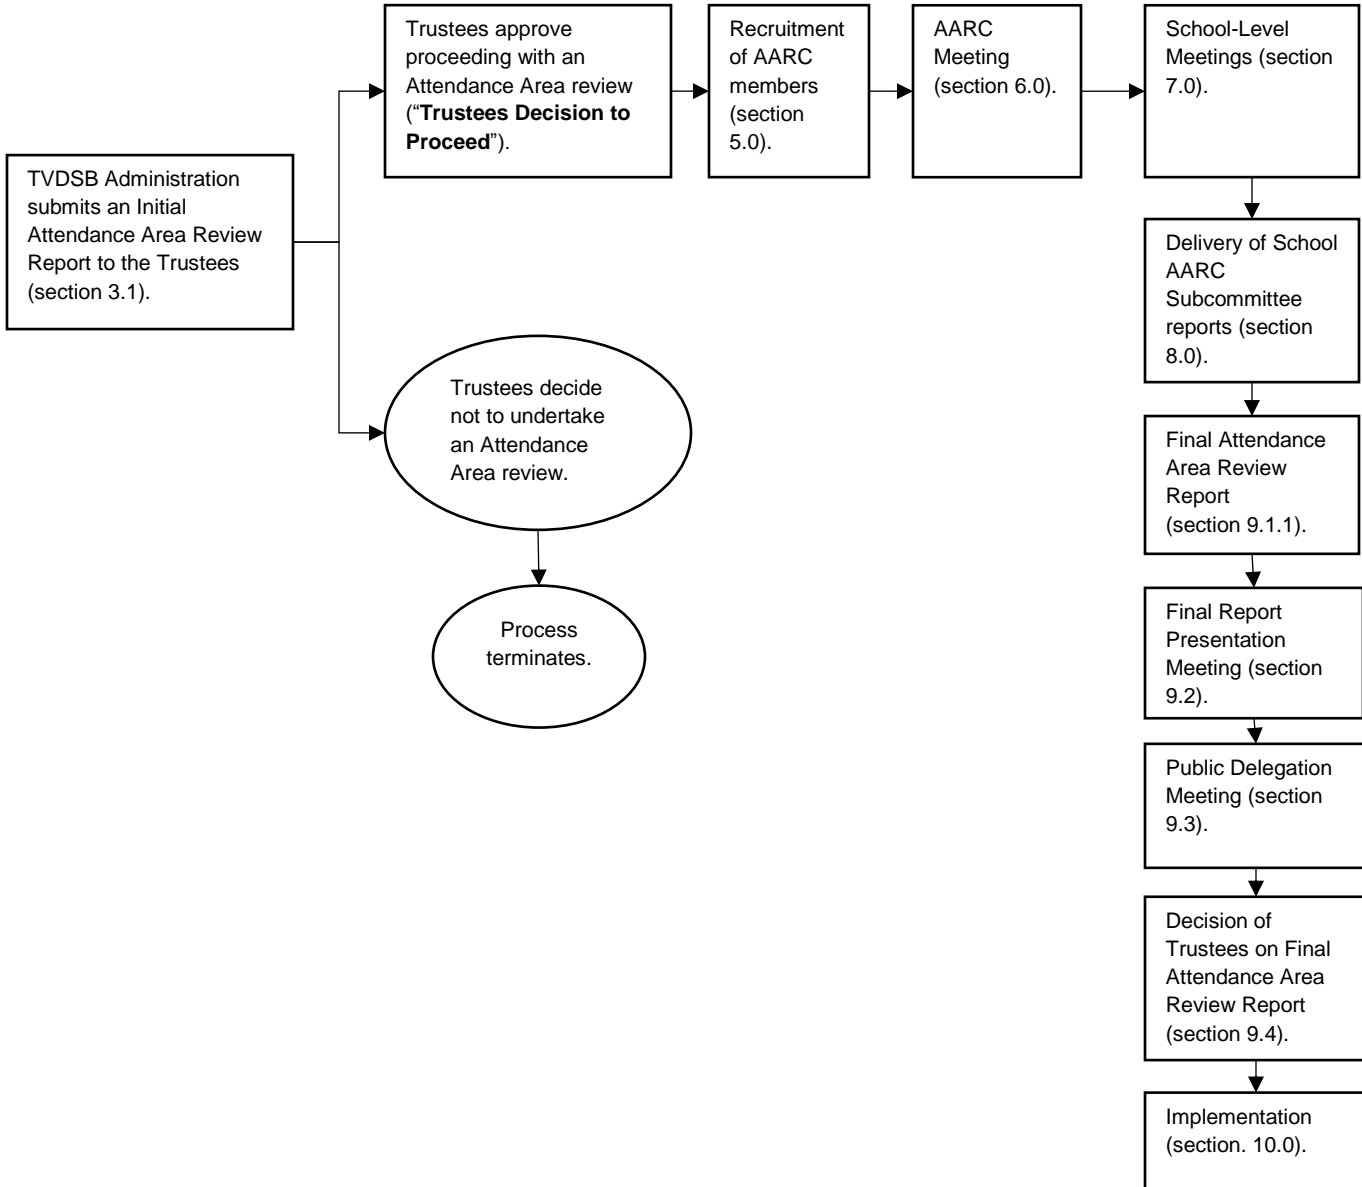 TVDSB Administration
submits an Initial
Attendance Area Review
Report to the Trustees
(section 3.1).
Trustees approve
proceeding with an
Attendance Area review
(“Trustees Decision to
Proceed”).
Recruitment
of AARC
members
(section
5.0).
AARC
Meeting
(section 6.0).
School-Level
Meetings (section
7.0).
Trustees decide
not to undertake
an Attendance
Area review.
Process
terminates.
Delivery of School
AARC
Subcommittee
reports (section
8.0).
Final Attendance
Area Review
Report
(section 9.1.1).
Final Report
Presentation
Meeting (section
9.2).
Public Delegation
Meeting (section
9.3).
Decision of
Trustees on Final
Attendance Area
Review Report
(section 9.4).
Implementation
(section. 10.0).